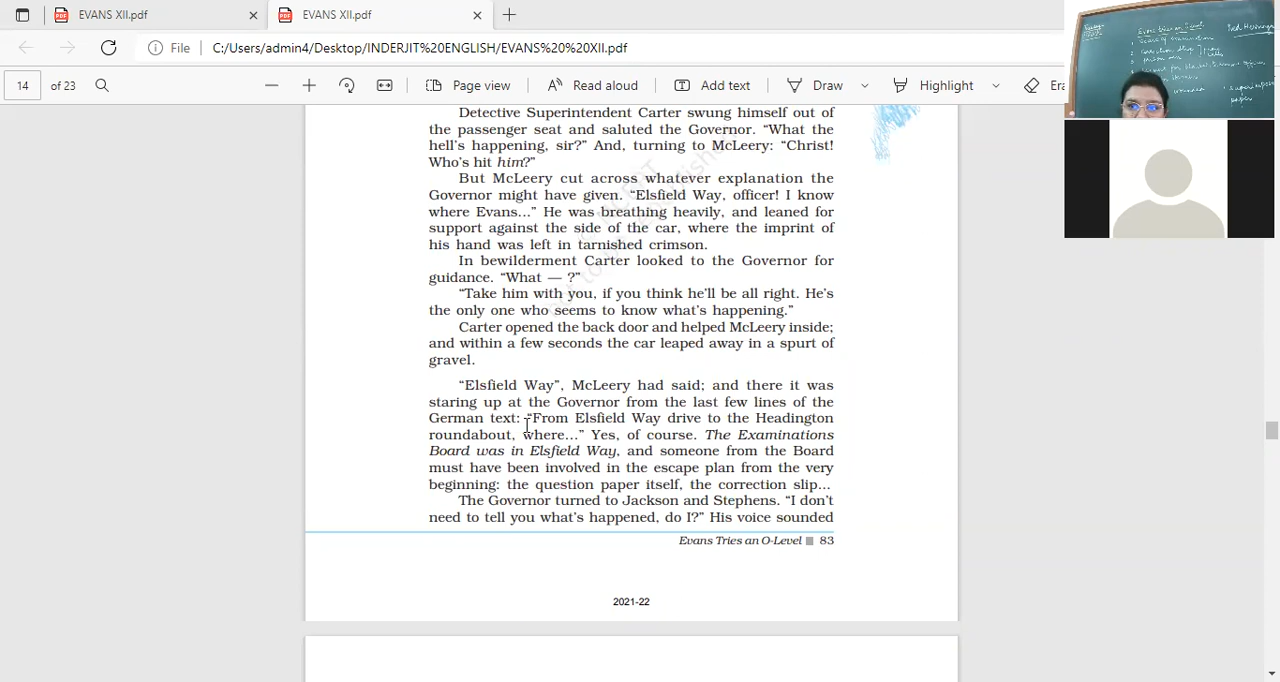 EVANS XII.pdf
EVANS XII.pdf
File
C:/Users/admin4/Desktop/INDERJIT%20ENGLISH/EVANS%20%20XII.pdf
14 of 23
Page view
Read aloud
Add text
Draw
Highlight
Era
Detective Superintendent Carter swung himself out of
the passenger seat and saluted the Governor. “What the
hell’s happening, sir?” And, turning to McLeery: “Christ!
Who’s hit him?”
But McLeery cut across whatever explanation the
Governor might have given. “Elsfield Way, officer! I know
where Evans...” He was breathing heavily, and leaned for
support against the side of the car, where the imprint of
his hand was left in tarnished crimson.
In bewilderment Carter looked to the Governor for
guidance. “What — ?”
“Take him with you, if you think he’ll be all right. He’s
the only one who seems to know what’s happening.”
Carter opened the back door and helped McLeery inside;
and within a few seconds the car leaped away in a spurt of
gravel.
“Elsfield Way”, McLeery had said; and there it was
staring up at the Governor from the last few lines of the
German text: “From Elsfield Way drive to the Headington
roundabout, where...” Yes, of course. The Examinations
Board was in Elsfield Way, and someone from the Board
must have been involved in the escape plan from the very
beginning: the question paper itself, the correction slip...
The Governor turned to Jackson and Stephens. “I don’t
need to tell you what’s happened, do I?” His voice sounded
Evans Tries an O-Level 83
2021-22